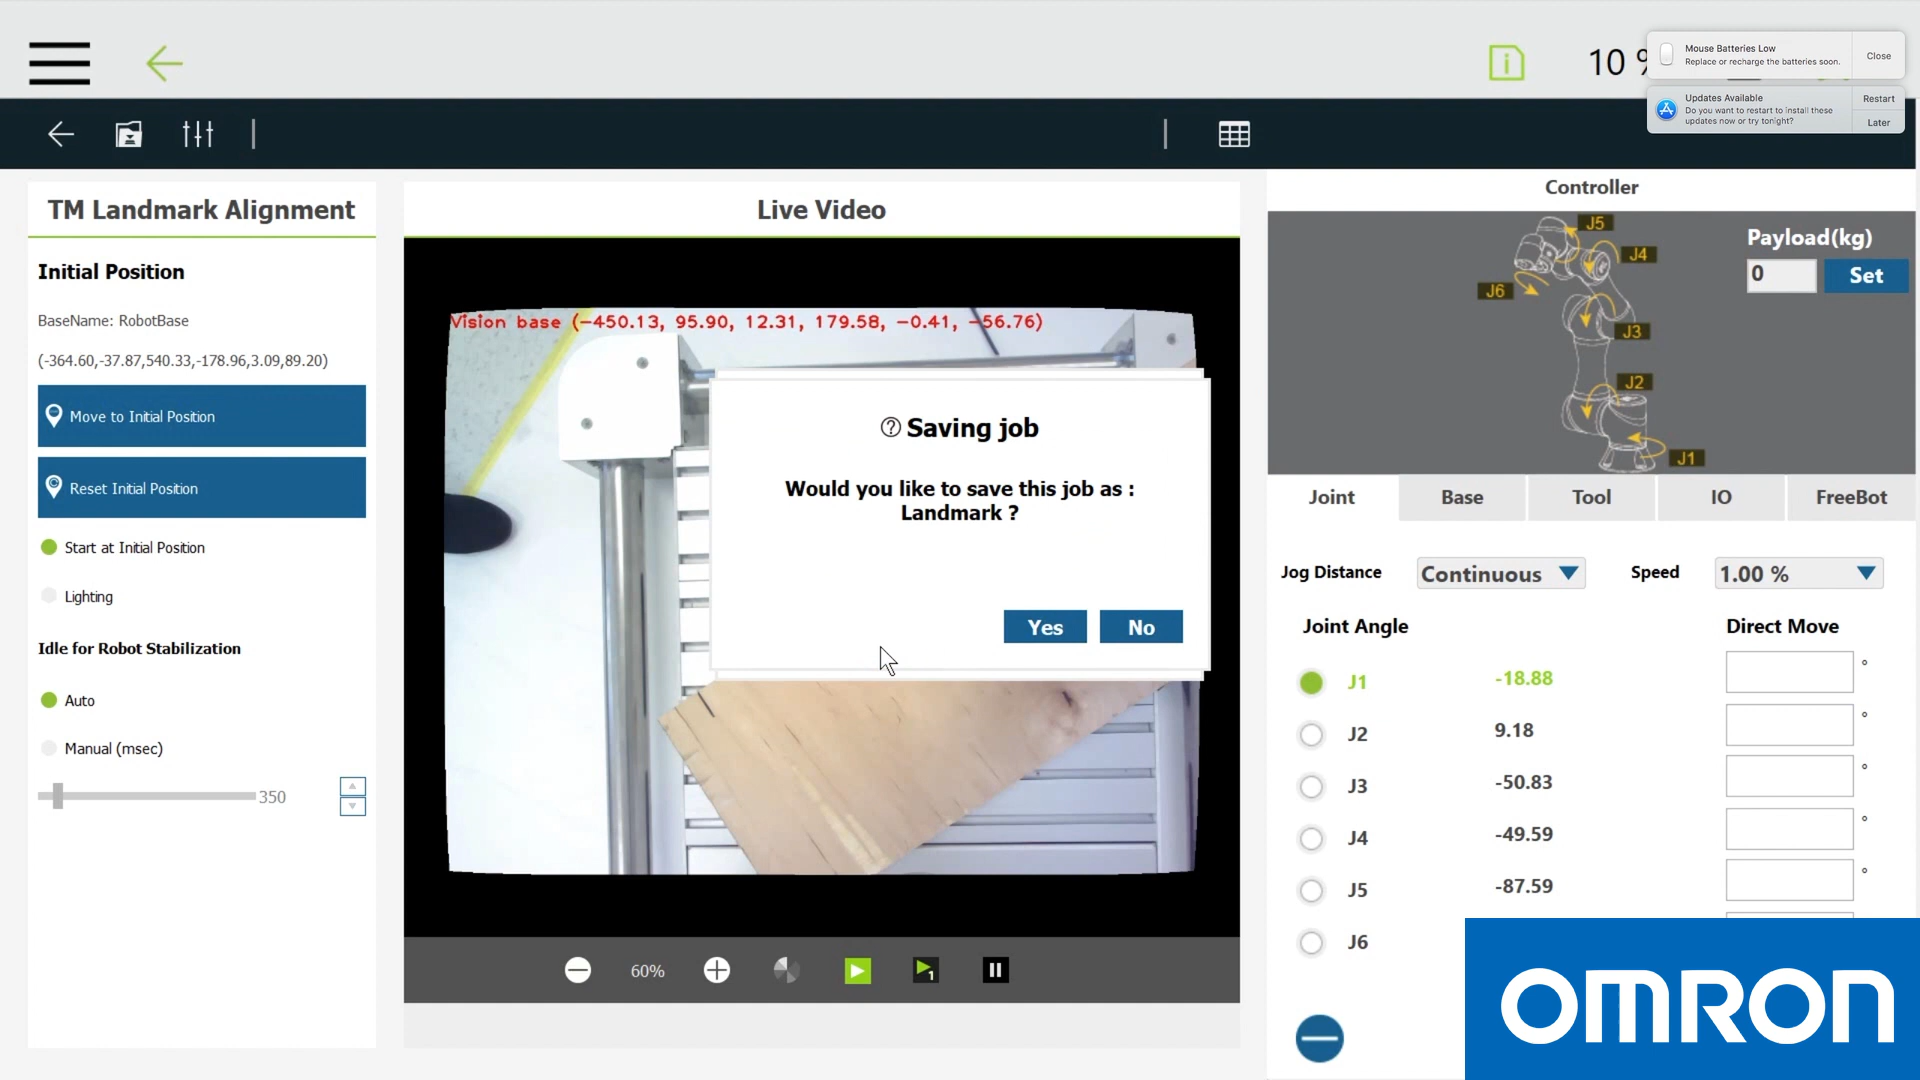 10 %
Mouse Batteries Low
Replace or recharge the batteries soon.
Close
Updates Available
Do you want to restart to install these
updates now or try tonight?
Restart
Later
TM Landmark Alignment
Initial Position
BaseName: RobotBase
(-364.60,-37.87,540.33,-178.96,3.09,89.20)
Move to Initial Position
Reset Initial Position
Start at Initial Position
Lighting
Idle for Robot Stabilization
Auto
Manual (msec)
350
Live Video
Vision base (-450.13, 95.90, 12.31, 179.58, -0.41, -56.76)
Saving job
Would you like to save this job as :
Landmark ?
Yes
No
60%
1
Controller
J5
J4
J6
J3
J2
J1
Payload(kg)
0
Set
Joint
Base
Tool
IO
FreeBot
Jog Distance
Continuous
Speed
1.00 %
Joint Angle
Direct Move
J1 -18.88 °
J2 9.18 °
J3 -50.83 °
J4 -49.59 °
J5 -87.59 °
J6
OMRON